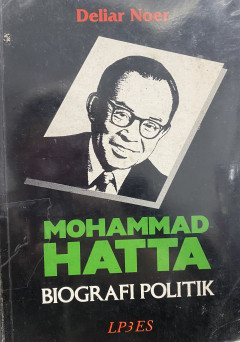 Deliar Noer
MOHAMMAD
HATTA
BIOGRAFI POLITIK
LP3ES